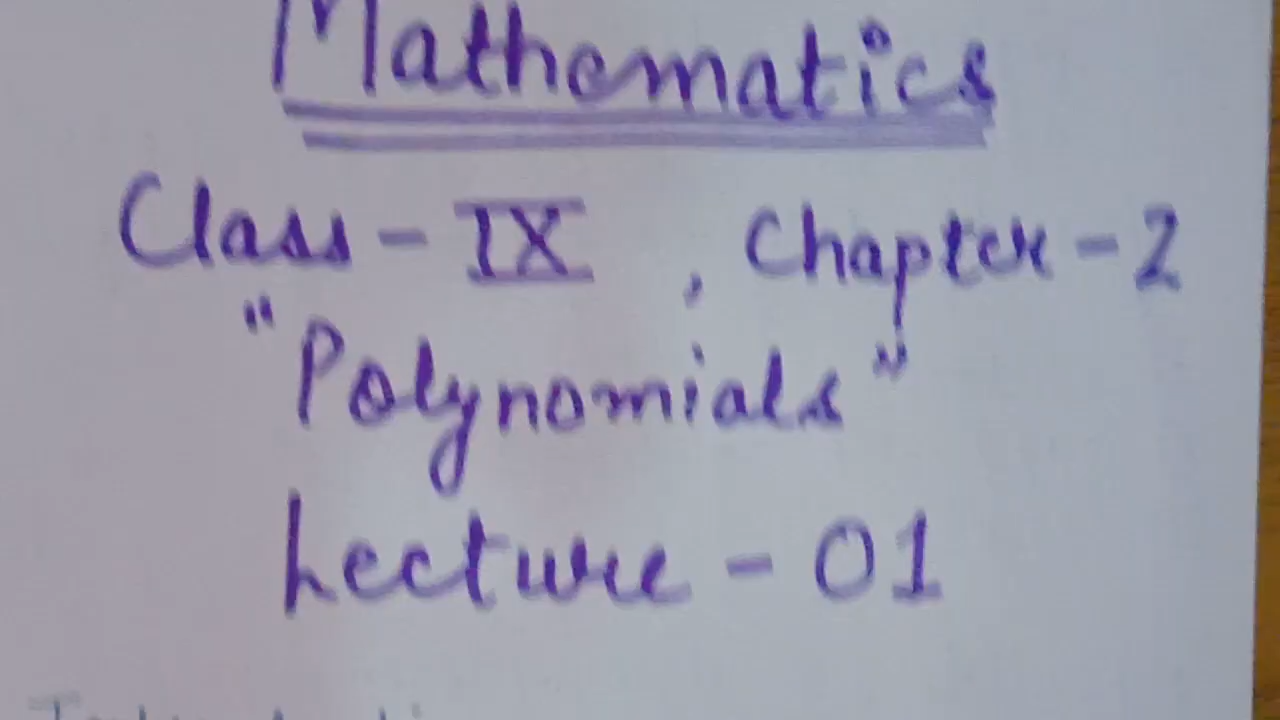 Mathematics
Class - IX , Chapter - 2
"Polynomials"
Lecture - 01